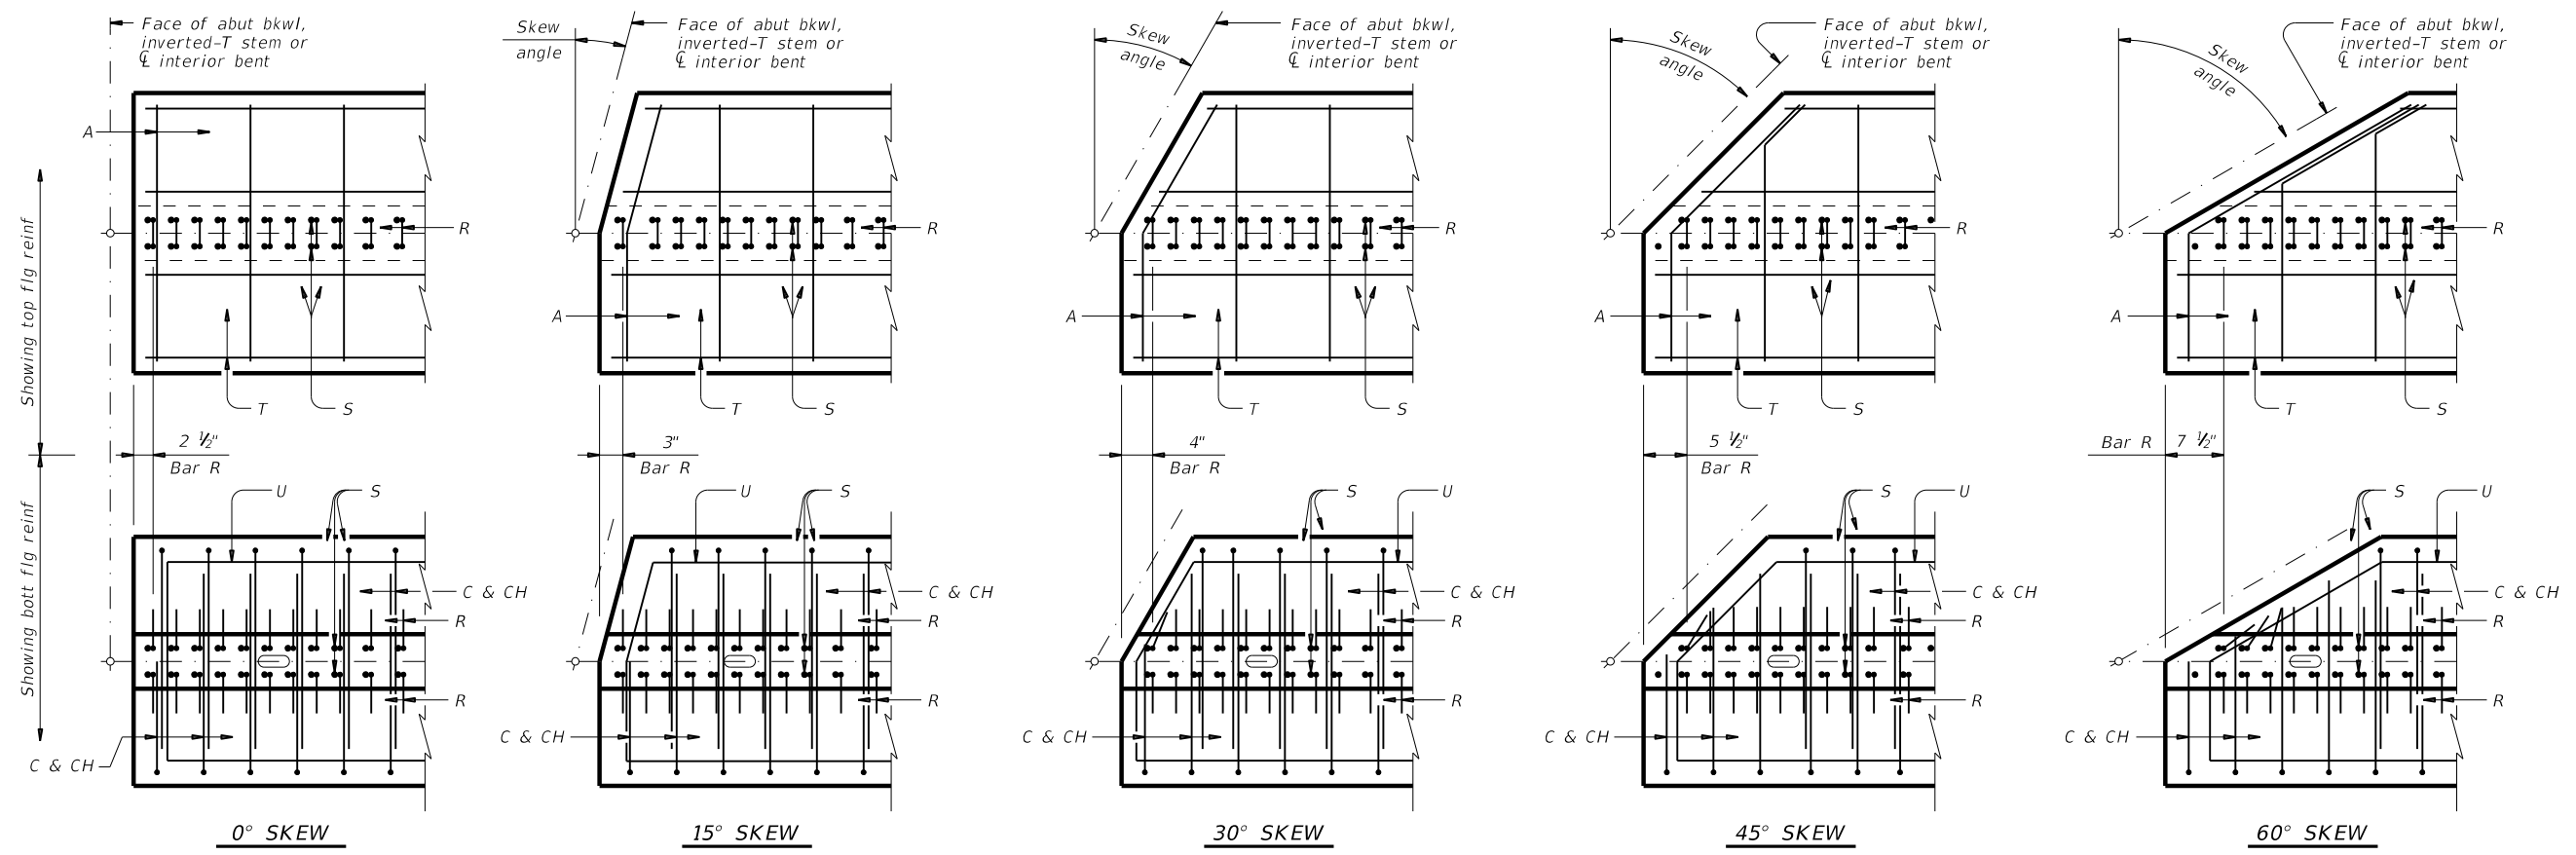 Face of abut bkwl,
inverted-T stem or
℄ interior bent
A
R
T
S
2 ½"
Bar R
U
S
C & CH
R
R
C & CH
0° SKEW
Showing top flg reinf
Showing bott flg reinf
Skew
angle
Face of abut bkwl,
inverted-T stem or
℄ interior bent
A
R
T
S
3"
Bar R
U
S
C & CH
R
R
C & CH
15° SKEW
Skew
angle
Face of abut bkwl,
inverted-T stem or
℄ interior bent
A
R
T
S
4"
Bar R
S
U
C & CH
R
R
C & CH
30° SKEW
Skew
angle
Face of abut bkwl,
inverted-T stem or
℄ interior bent
A
R
T
S
5 ½"
Bar R
S
U
C & CH
R
R
C & CH
45° SKEW
Skew
angle
Face of abut bkwl,
inverted-T stem or
℄ interior bent
A
R
T
S
Bar R 7 ½"
S
U
C & CH
R
R
C & CH
60° SKEW